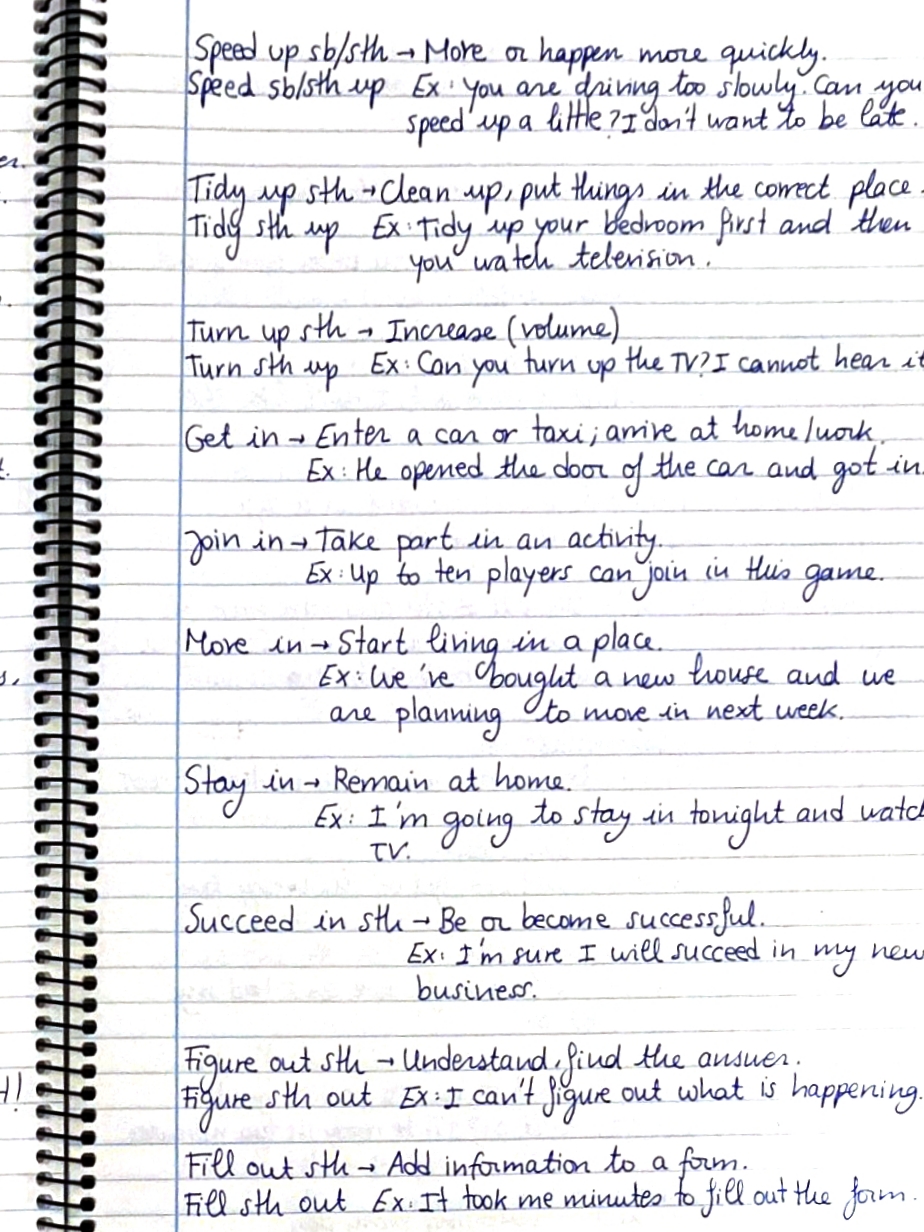 Speed up sb/sth → More or happen more quickly.
Speed sb/sth up Ex: You are driving too slowly. Can you
speed up a little? I don't want to be late.
Tidy up sth → Clean up, put things in the correct place.
Tidy sth up Ex: Tidy up your bedroom first and then
you watch television.
Turn up sth → Increase (volume)
Turn sth up Ex: Can you turn up the TV? I cannot hear it
Get in → Enter a car or taxi; arrive at home/work.
Ex: He opened the door of the car and got in.
Join in → Take part in an activity.
Ex: Up to ten players can join in this game.
Move in → Start living in a place.
Ex: We've bought a new house and we
are planning to move in next week.
Stay in → Remain at home.
Ex: I'm going to stay in tonight and watch
TV.
Succeed in sth → Be or become successful.
Ex: I'm sure I will succeed in my new
business.
Figure out sth → Understand, find the answer.
Figure sth out Ex: I can't figure out what is happening.
Fill out sth → Add information to a form.
Fill sth out Ex: It took me minutes to fill out the form.